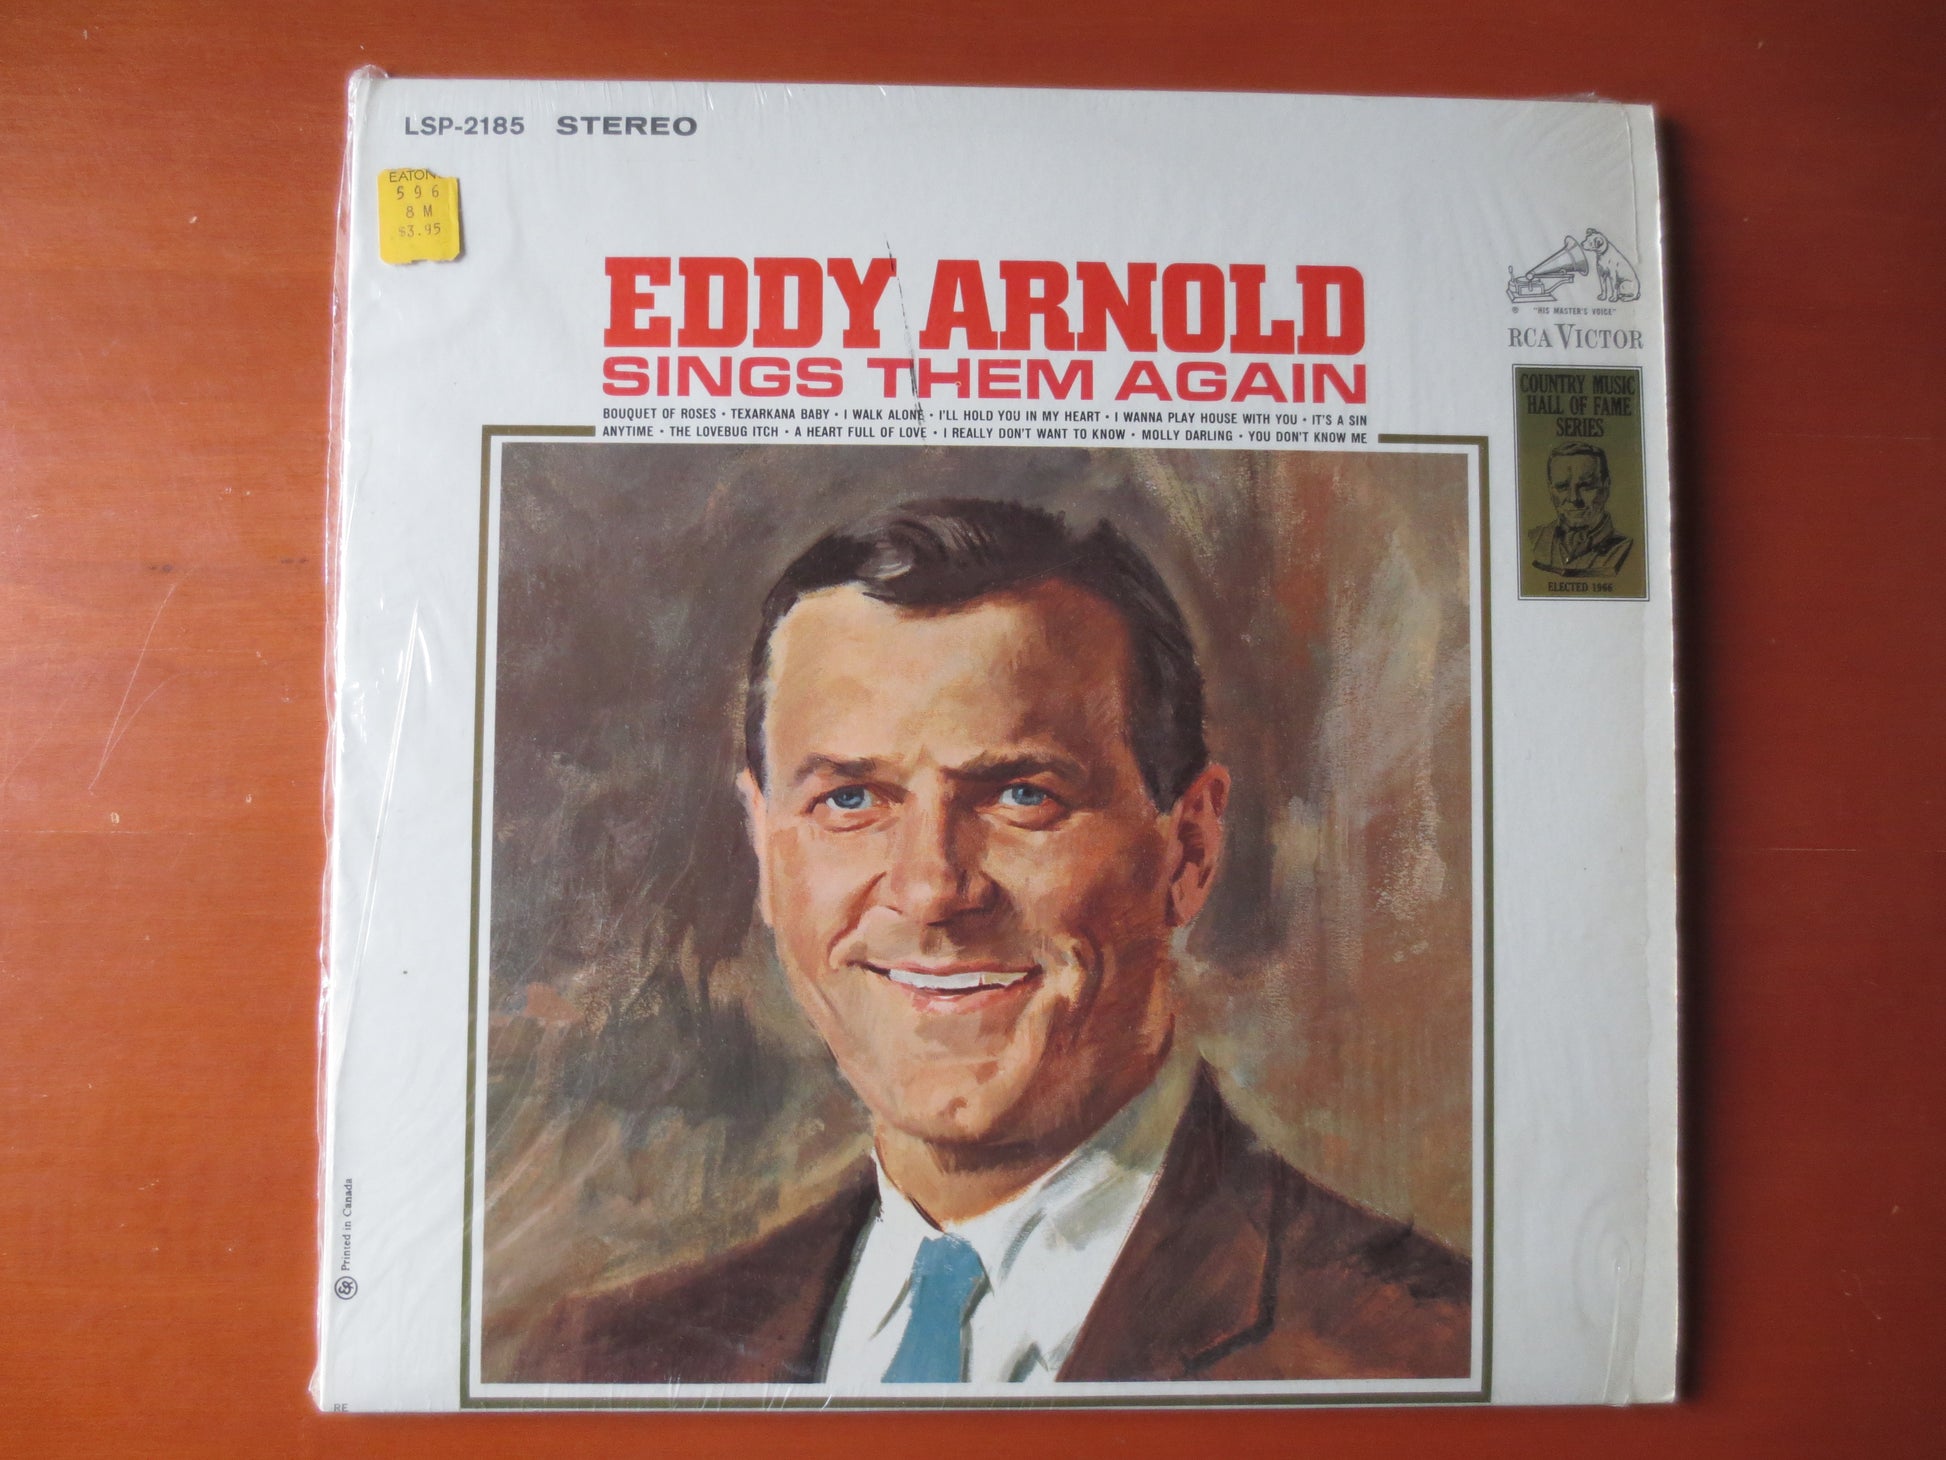 LSP-2185 STEREO
EATON
596
8 M
$3.95
EDDY ARNOLD
SINGS THEM AGAIN
BOUQUET OF ROSES • TEXARKANA BABY • I WALK ALONE • I'LL HOLD YOU IN MY HEART • I WANNA PLAY HOUSE WITH YOU • IT'S A SIN
ANYTIME • THE LOVEBUG ITCH • A HEART FULL OF LOVE • I REALLY DON'T WANT TO KNOW • MOLLY DARLING • YOU DON'T KNOW ME
® "HIS MASTER'S VOICE"
RCA VICTOR
COUNTRY MUSIC
HALL OF FAME
SERIES
ELECTED 1966
Printed in Canada
RE